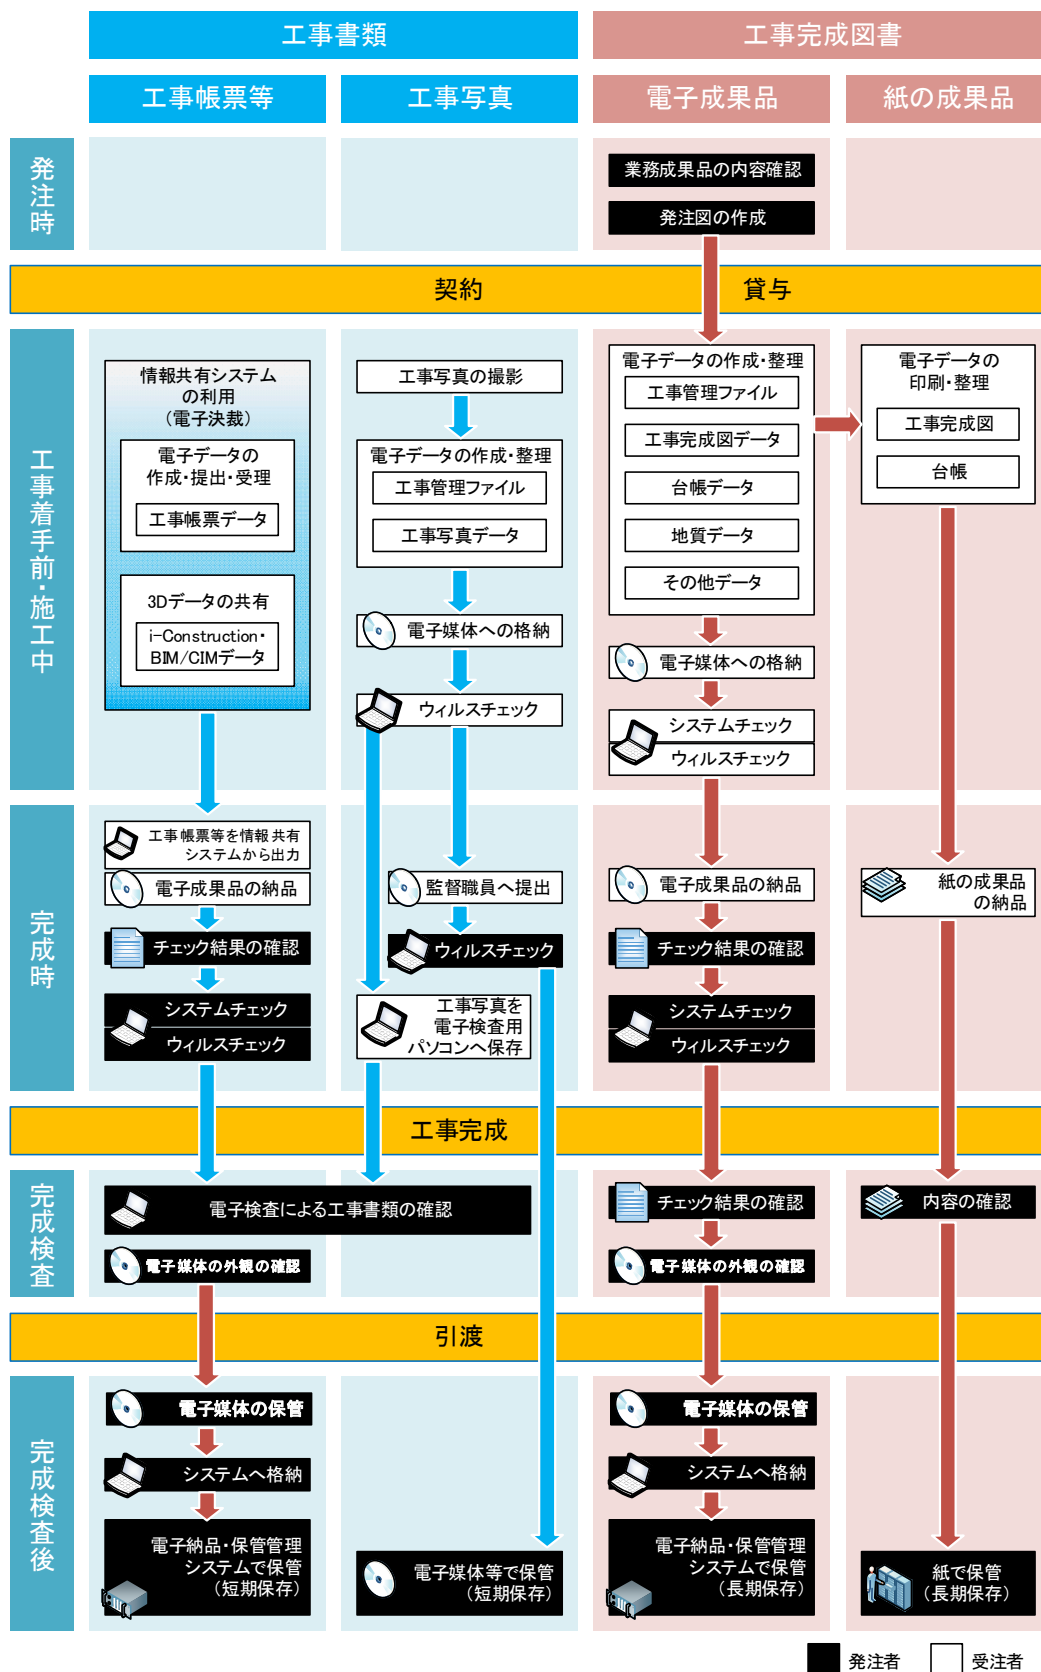 工事書類
工事完成図書
工事帳票等
工事写真
電子成果品
紙の成果品
発注時
業務成果品の内容確認
発注図の作成
契約
貸与
工事着手前・施工中
情報共有システム
の利用
（電子決裁）
電子データの
作成・提出・受理
工事帳票データ
3Dデータの共有
i-Construction・
BIM/CIMデータ
工事写真の撮影
電子データの作成・整理
工事管理ファイル
工事写真データ
電子媒体への格納
ウィルスチェック
電子データの作成・整理
工事管理ファイル
工事完成図データ
台帳データ
地質データ
その他データ
電子媒体への格納
システムチェック
ウィルスチェック
電子データの
印刷・整理
工事完成図
台帳
完成時
工事帳票等を情報共有
システムから出力
電子成果品の納品
チェック結果の確認
システムチェック
ウィルスチェック
監督職員へ提出
ウィルスチェック
工事写真を
電子検査用
パソコンへ保存
電子成果品の納品
チェック結果の確認
システムチェック
ウィルスチェック
紙の成果品
の納品
工事完成
完成検査
電子検査による工事書類の確認
電子媒体の外観の確認
チェック結果の確認
電子媒体の外観の確認
内容の確認
引渡
完成検査後
電子媒体の保管
システムへ格納
電子納品・保管管理
システムで保管
（短期保存）
電子媒体等で保管
（短期保存）
電子媒体の保管
システムへ格納
電子納品・保管管理
システムで保管
（長期保存）
紙で保管
（長期保存）
発注者
受注者